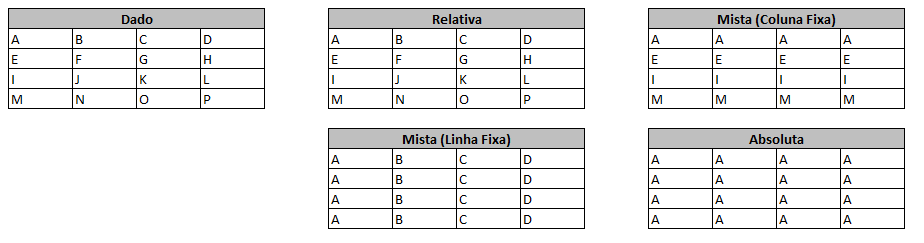 Dado
A B C D
E F G H
I J K L
M N O P
Relativa
A B C D
E F G H
I J K L
M N O P
Mista (Coluna Fixa)
A A A A
E E E E
I I I I
M M M M
Mista (Linha Fixa)
A B C D
A B C D
A B C D
A B C D
Absoluta
A A A A
A A A A
A A A A
A A A A